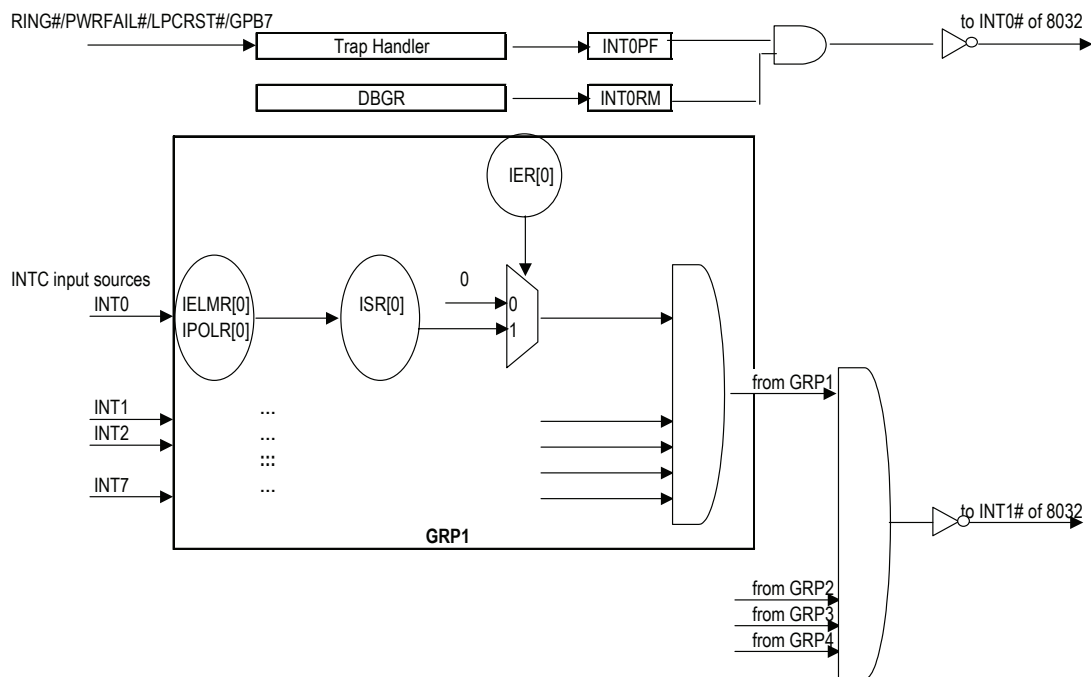 RING#/PWRFAIL#/LPCRST#/GPB7
to INT0# of 8032
Trap Handler
INT0PF
DBGR
INT0RM
IER[0]
INTC input sources
INT0
IELMR[0]
IPOLR[0]
ISR[0]
0
0
1
from GRP1
INT1
...
INT2
...
:::
INT7
...
to INT1# of 8032
GRP1
from GRP2
from GRP3
from GRP4